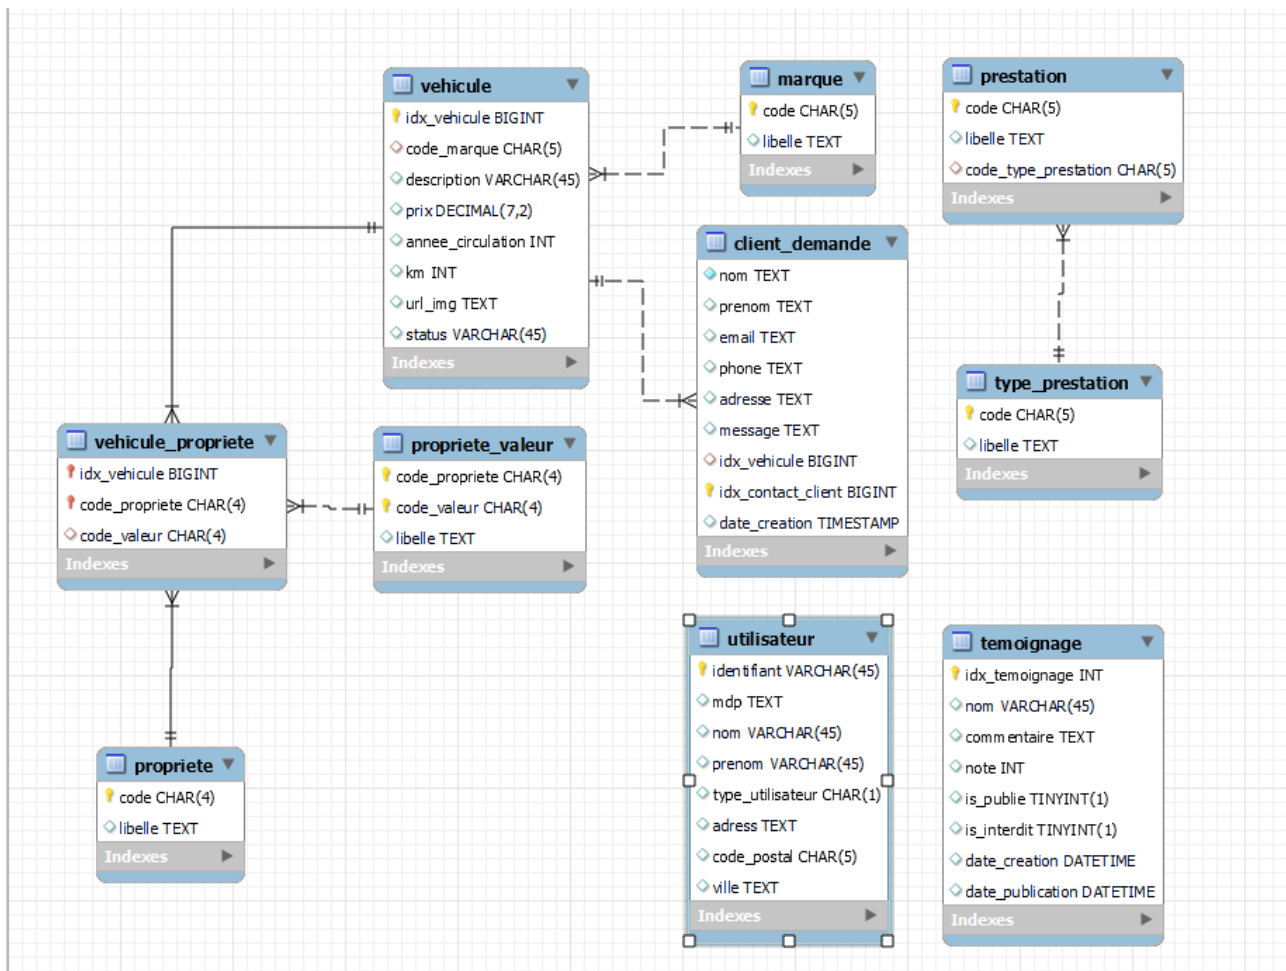 vehicule
idx_vehicule BIGINT
code_marque CHAR(5)
description VARCHAR(45)
prix DECIMAL(7,2)
annee_circulation INT
km INT
url_img TEXT
status VARCHAR(45)
Indexes
marque
code CHAR(5)
libelle TEXT
Indexes
prestation
code CHAR(5)
libelle TEXT
code_type_prestation CHAR(5)
Indexes
client_demande
nom TEXT
prenom TEXT
email TEXT
phone TEXT
adresse TEXT
message TEXT
idx_vehicule BIGINT
idx_contact_client BIGINT
date_creation TIMESTAMP
Indexes
type_prestation
code CHAR(5)
libelle TEXT
Indexes
vehicule_propriete
idx_vehicule BIGINT
code_propriete CHAR(4)
code_valeur CHAR(4)
Indexes
propriete_valeur
code_propriete CHAR(4)
code_valeur CHAR(4)
libelle TEXT
Indexes
propriete
code CHAR(4)
libelle TEXT
Indexes
utilisateur
identifiant VARCHAR(45)
mdp TEXT
nom VARCHAR(45)
prenom VARCHAR(45)
type_utilisateur CHAR(1)
adress TEXT
code_postal CHAR(5)
ville TEXT
Indexes
temoignage
idx_temoignage INT
nom VARCHAR(45)
commentaire TEXT
note INT
is_publie TINYINT(1)
is_interdit TINYINT(1)
date_creation DATETIME
date_publication DATETIME
Indexes